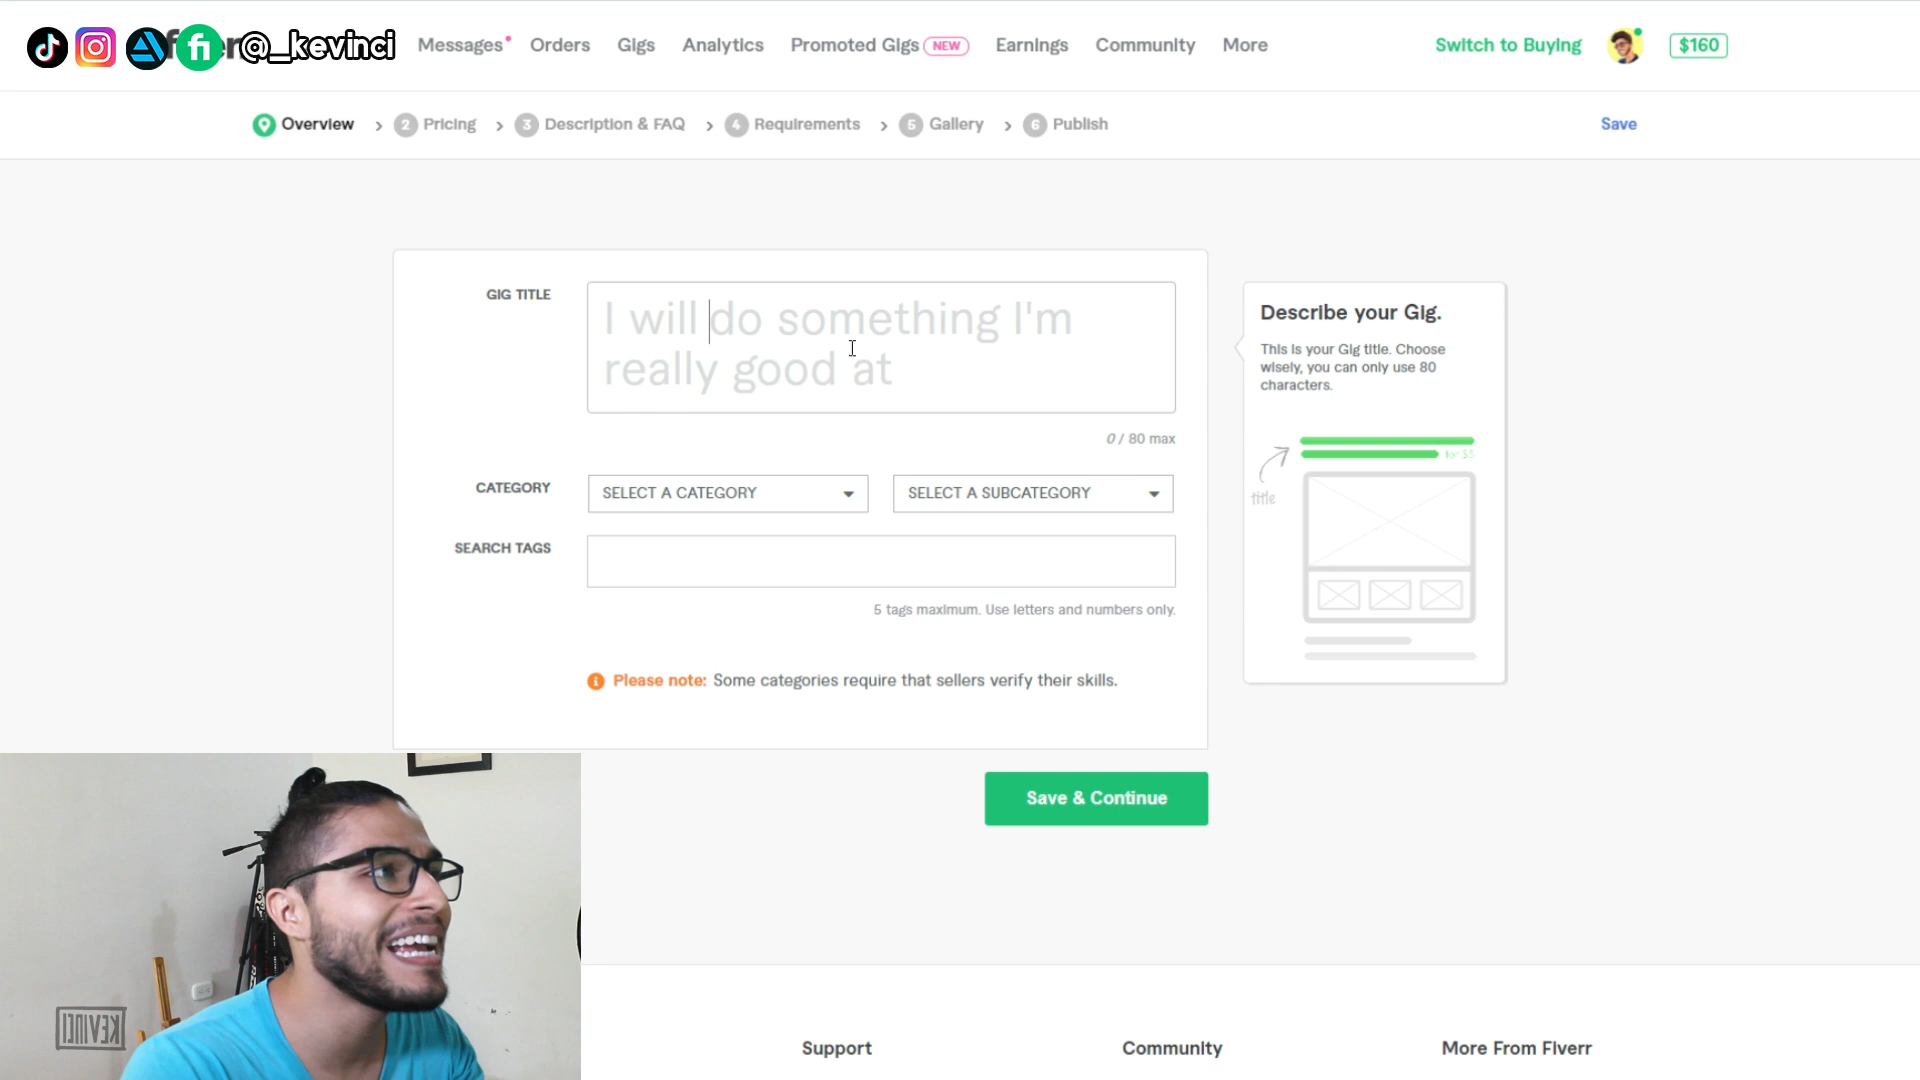 @_kevinci
Messages
Orders
Gigs
Analytics
Promoted Gigs NEW
Earnings
Community
More
Switch to Buying
$160
Overview
2 Pricing
3 Description & FAQ
4 Requirements
5 Gallery
6 Publish
Save
GIG TITLE
I will do something I'm
really good at
0 / 80 max
CATEGORY
SELECT A CATEGORY
SELECT A SUBCATEGORY
SEARCH TAGS
5 tags maximum. Use letters and numbers only.
Please note: Some categories require that sellers verify their skills.
Save & Continue
Describe your Gig.
This is your Gig title. Choose
wisely, you can only use 80
characters.
for $5
title
KEVINCI
Support
Community
More From Fiverr